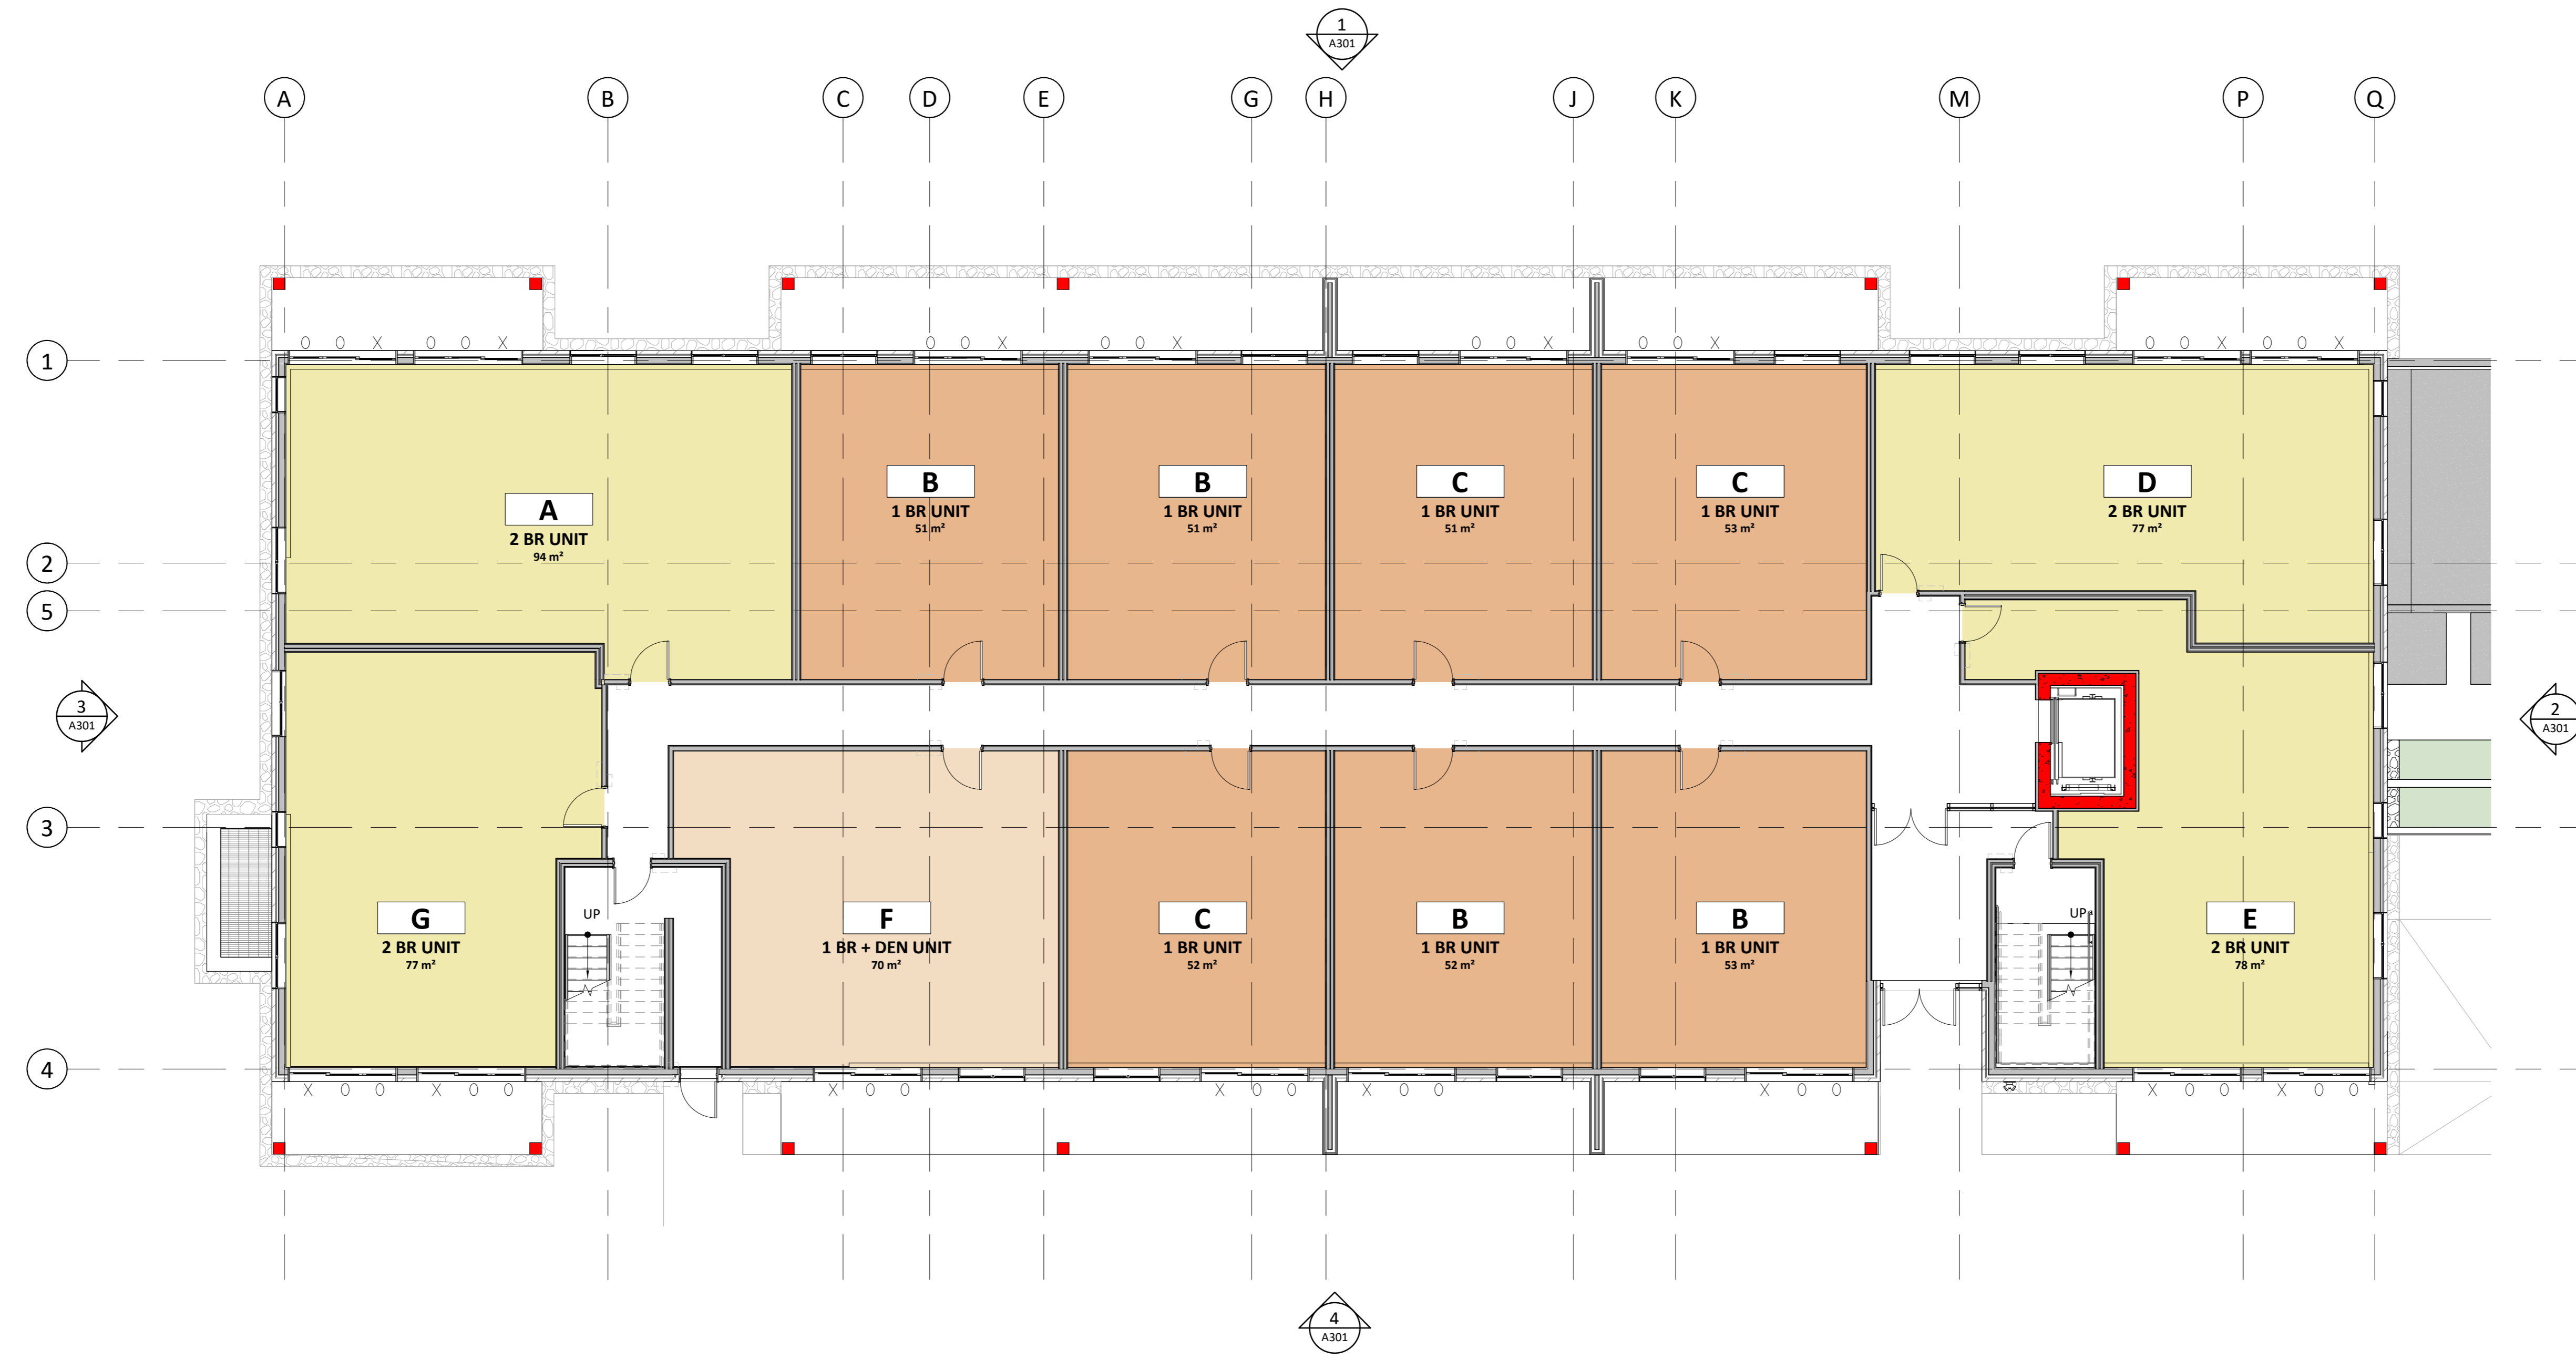 1
A301
A B C D E G H J K M P Q
O O X O O X O O X O O X O O X O O X O O X O O X
1
B
1 BR UNIT
51 m²
B
1 BR UNIT
51 m²
C
1 BR UNIT
51 m²
C
1 BR UNIT
53 m²
D
2 BR UNIT
77 m²
A
2 BR UNIT
94 m²
2
5
3
A301
2
A301
3
G
2 BR UNIT
77 m²
UP
F
1 BR + DEN UNIT
70 m²
C
1 BR UNIT
52 m²
B
1 BR UNIT
52 m²
B
1 BR UNIT
53 m²
UP
E
2 BR UNIT
78 m²
4
X O O X O O X O O X O O X O O X O O X O O X O O
4
A301